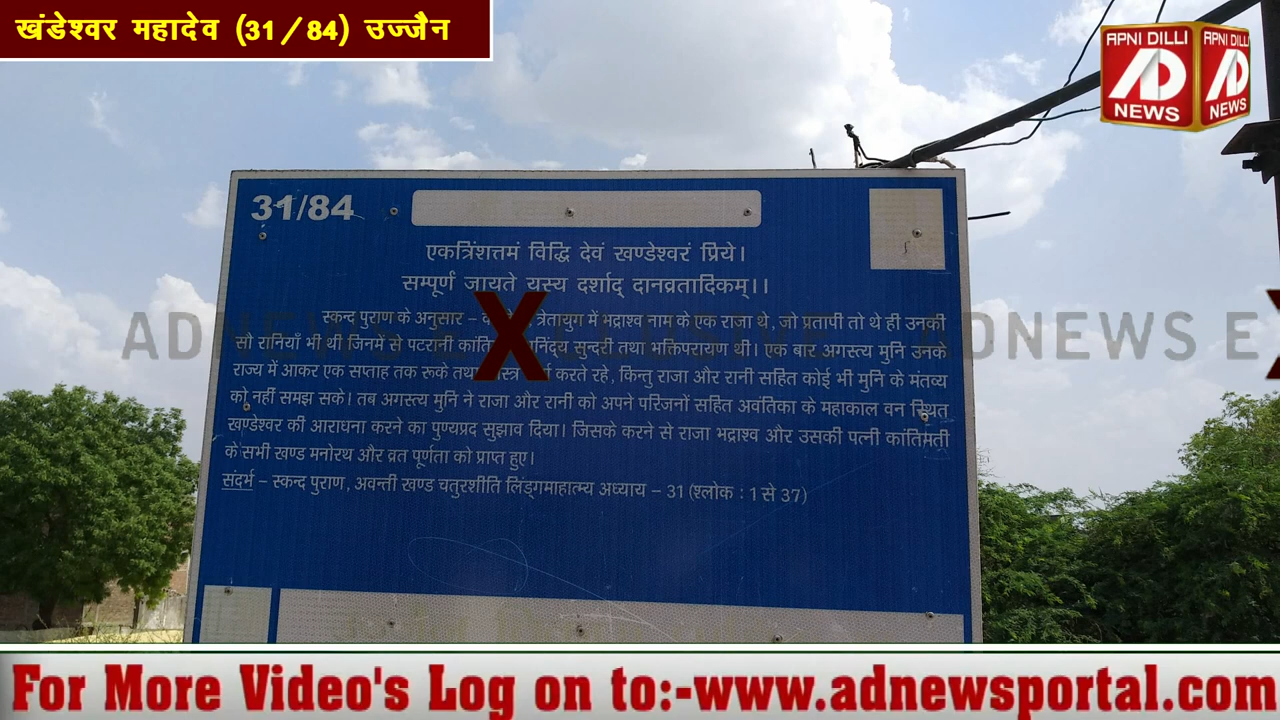 खंडेश्वर महादेव (31/84) उज्जैन
APNI DILLI
AD
NEWS
APNI DILLI
AD
NEWS
31/84
एकत्रिंशत्तमं विद्धि देवं खण्डेश्वरं प्रिये।
सम्पूर्ण जायते यस्य दर्शाद् दानव्रतादिकम्।।
स्कन्द पुराण के अनुसार – त्रेतायुग में भद्राश्व नाम के एक राजा थे, जो प्रतापी तो थे ही उनकी
सौ रानियाँ भी थी जिनमें से पटरानी कांति सुन्दरी तथा भक्तिपरायण थी। एक बार अगस्त्य मुनि उनके
राज्य में आकर एक सप्ताह तक रूके तथा करते रहे, किन्तु राजा और रानी सहित कोई भी मुनि के मंतव्य
को नहीं समझ सके। तब अगस्त्य मुनि ने राजा और रानी को अपने परिजनों सहित अवंतिका के महाकाल वन स्थित
खण्डेश्वर की आराधना करने का पुण्यप्रद सुझाव दिया। जिसके करने से राजा भद्राश्व और उसकी पत्नी कांतिमती
के सभी खण्ड मनोरथ और व्रत पूर्णता को प्राप्त हुए।
संदर्भ – स्कन्द पुराण, अवन्ती खण्ड चतुरशीति लिंड्गमाहात्म्य अध्याय – 31 (श्लोक : 1 से 37)
ADNEWS E X
ADNEWS E
For More Video's Log on to:-www.adnewsportal.com